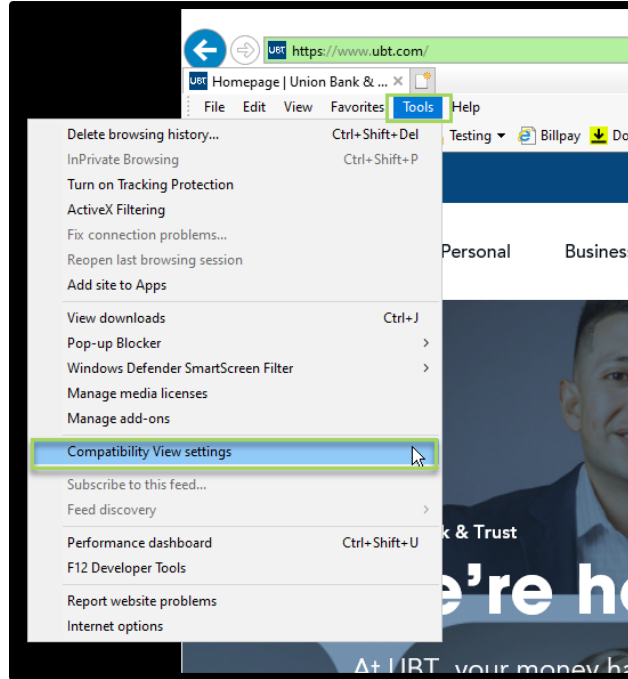 UBT https://www.ubt.com/
UBT Homepage | Union Bank & ...
File Edit View Favorites Tools Help
Delete browsing history... Ctrl+Shift+Del
Testing Billpay Do
InPrivate Browsing Ctrl+Shift+P
Turn on Tracking Protection
ActiveX Filtering
Fix connection problems...
Reopen last browsing session
Personal Busines
Add site to Apps
View downloads Ctrl+J
Pop-up Blocker
Windows Defender SmartScreen Filter
Manage media licenses
Manage add-ons
Compatibility View settings
Subscribe to this feed...
Feed discovery
k & Trust
Performance dashboard Ctrl+Shift+U
F12 Developer Tools
e're h
Report website problems
Internet options
At UBT, your money ha